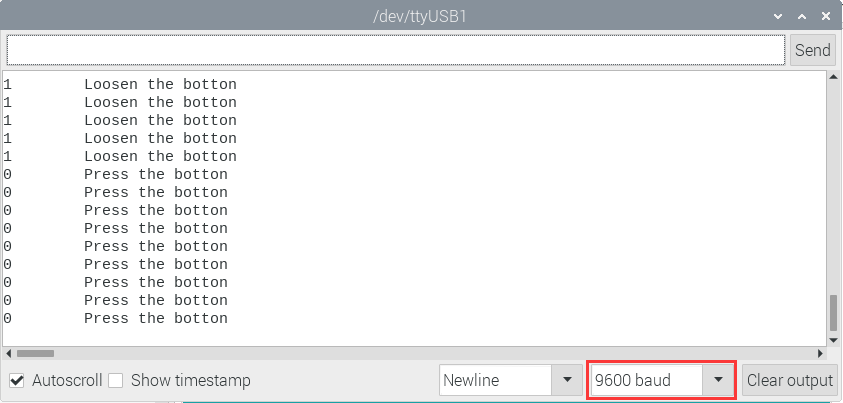 /dev/ttyUSB1
Send
1 Loosen the botton
1 Loosen the botton
1 Loosen the botton
1 Loosen the botton
1 Loosen the botton
0 Press the botton
0 Press the botton
0 Press the botton
0 Press the botton
0 Press the botton
0 Press the botton
0 Press the botton
0 Press the botton
0 Press the botton
Autoscroll Show timestamp Newline 9600 baud Clear output